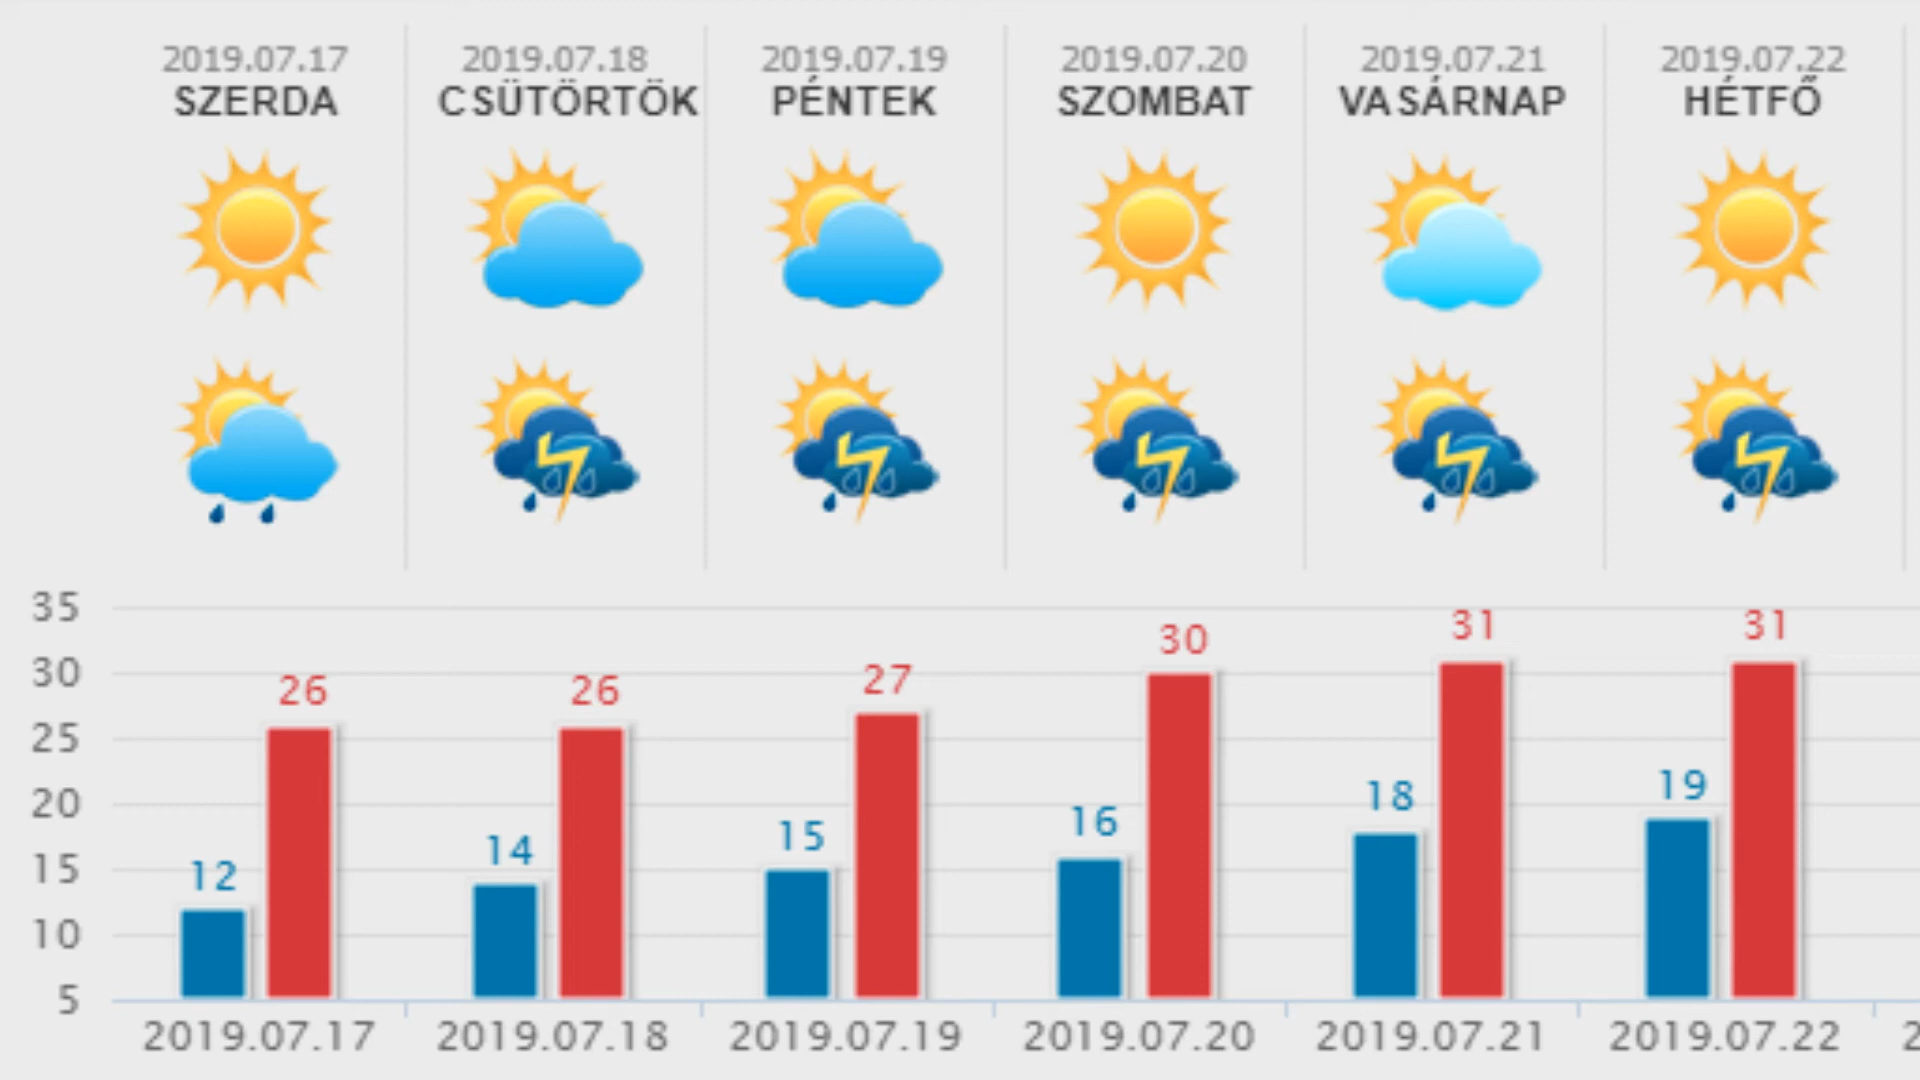 2019.07.17 2019.07.18 2019.07.19 2019.07.20 2019.07.21 2019.07.22
SZERDA CSÜTÖRTÖK PÉNTEK SZOMBAT VASÁRNAP HÉTFŐ
35
30
25
20
15
10
5
26 26 27 30 31 31
12 14 15 16 18 19
2019.07.17 2019.07.18 2019.07.19 2019.07.20 2019.07.21 2019.07.22 2